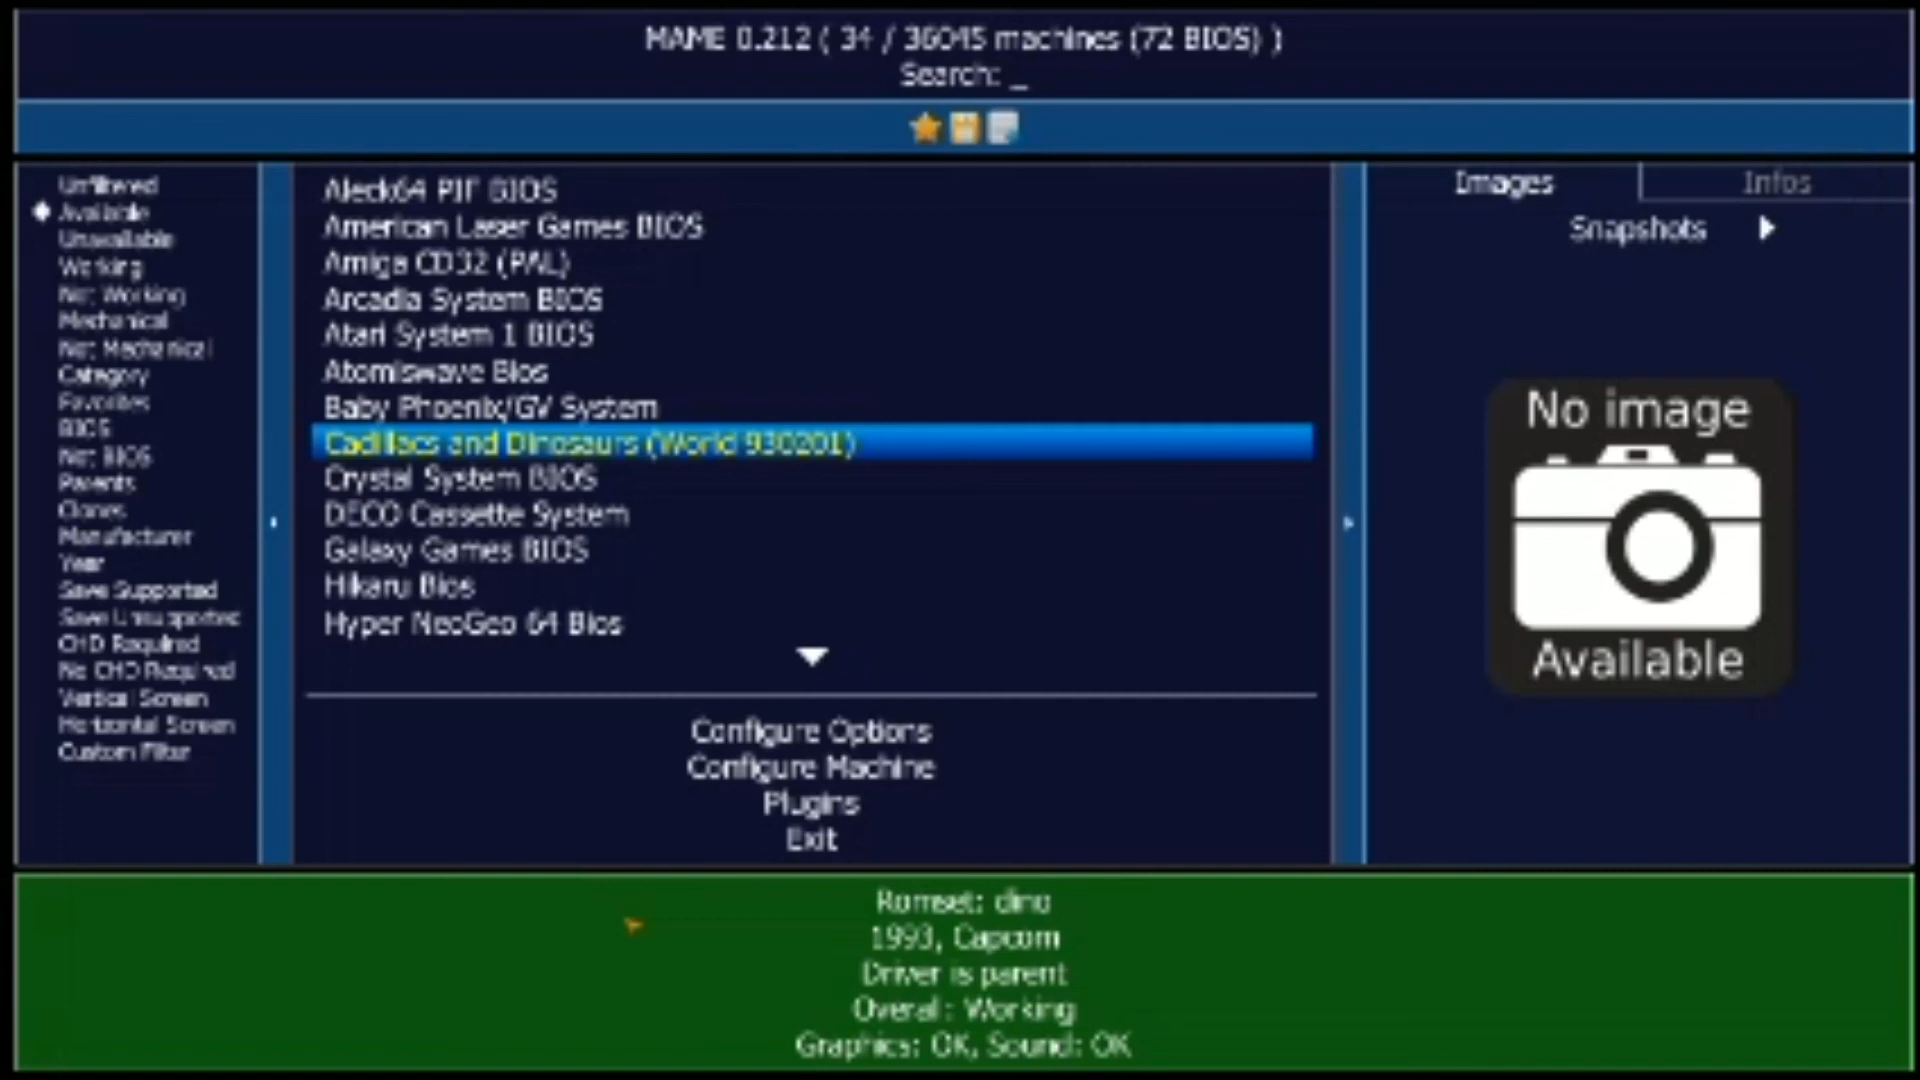 MAME 0.212 ( 34 / 36045 machines (72 BIOS) )
Search: _
Unfiltered
Available
Unavailable
Working
Not Working
Mechanical
Not Mechanical
Category
Favorites
BIOS
Not BIOS
Parents
Clones
Manufacturer
Year
Save Supported
Save Unsupported
CHD Required
No CHD Required
Vertical Screen
Horizontal Screen
Custom Filter
Aleck64 PIF BIOS
American Laser Games BIOS
Amiga CD32 (PAL)
Arcadia System BIOS
Atari System 1 BIOS
Atomiswave Bios
Baby Phoenix/GV System
Cadillacs and Dinosaurs (World 930201)
Crystal System BIOS
DECO Cassette System
Galaxy Games BIOS
Hikaru Bios
Hyper NeoGeo 64 Bios
Configure Options
Configure Machine
Plugins
Exit
Images
Infos
Snapshots
No image
Available
Romset: dino
1993, Capcom
Driver is parent
Overall: Working
Graphics: OK, Sound: OK